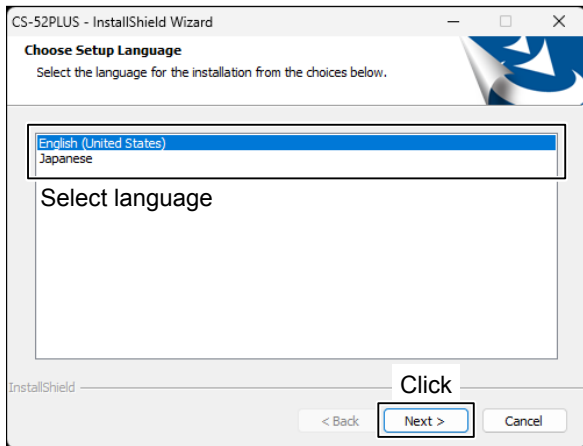 CS-52PLUS - InstallShield Wizard
Choose Setup Language
Select the language for the installation from the choices below.
English (United States)
Japanese
Select language
InstallShield
Click
< Back
Next >
Cancel